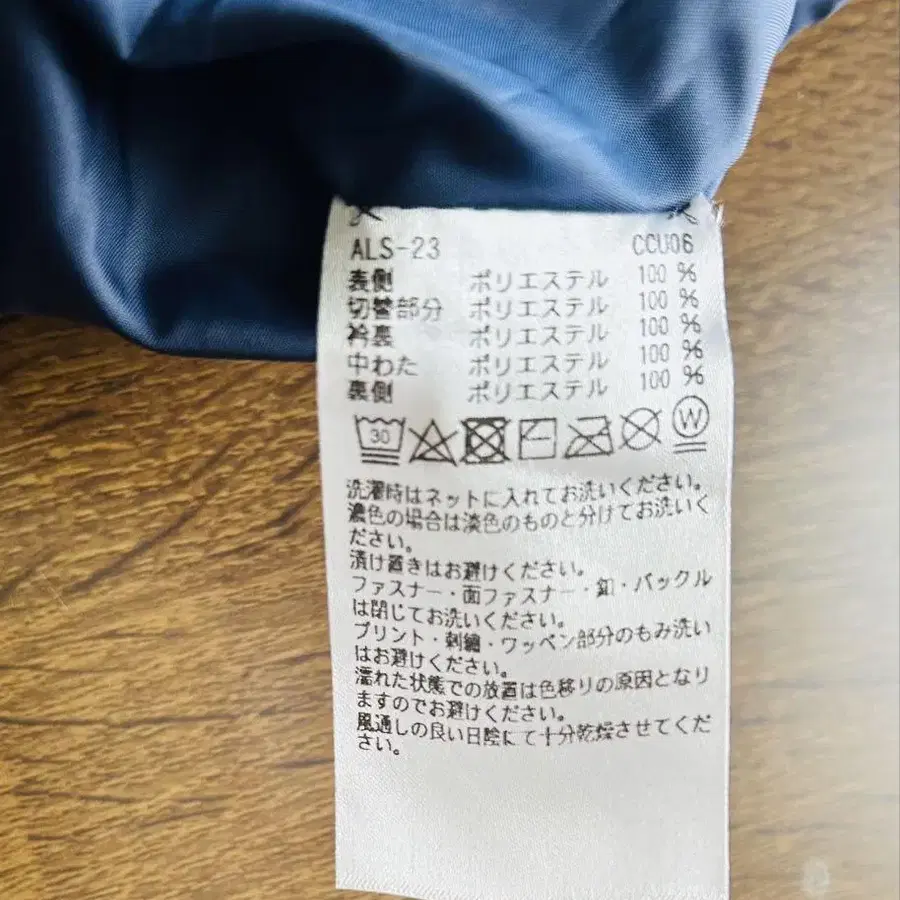 ALS-23 CCU06
表側 ポリエステル 100 %
切替部分 ポリエステル 100 %
衿裏 ポリエステル 100 %
中わた ポリエステル 100 %
裏側 ポリエステル 100 %
30 W
洗濯時はネットに入れてお洗いください。
濃色の場合は淡色のものと分けてお洗いく
ださい。
漬け置きはお避けください。
ファスナー・面ファスナー・釦・バックル
は閉じてお洗いください。
プリント・刺繍・ワッペン部分のもみ洗い
はお避けください。
濡れた状態での放置は色移りの原因となり
ますのでお避けください。
風通しの良い日陰にて十分乾燥させてくだ
さい。